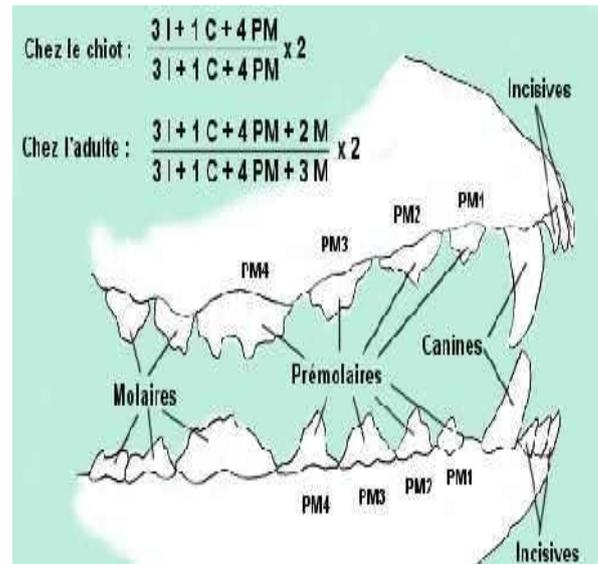 Chez le chiot : 3 I + 1 C + 4 PM x 2
3 I + 1 C + 4 PM
Chez l'adulte : 3 I + 1 C + 4 PM + 2 M x 2
3 I + 1 C + 4 PM + 3 M
Incisives
PM1
PM2
PM3
PM4
Canines
Prémolaires
Molaires
PM4
PM3
PM2
PM1
Incisives